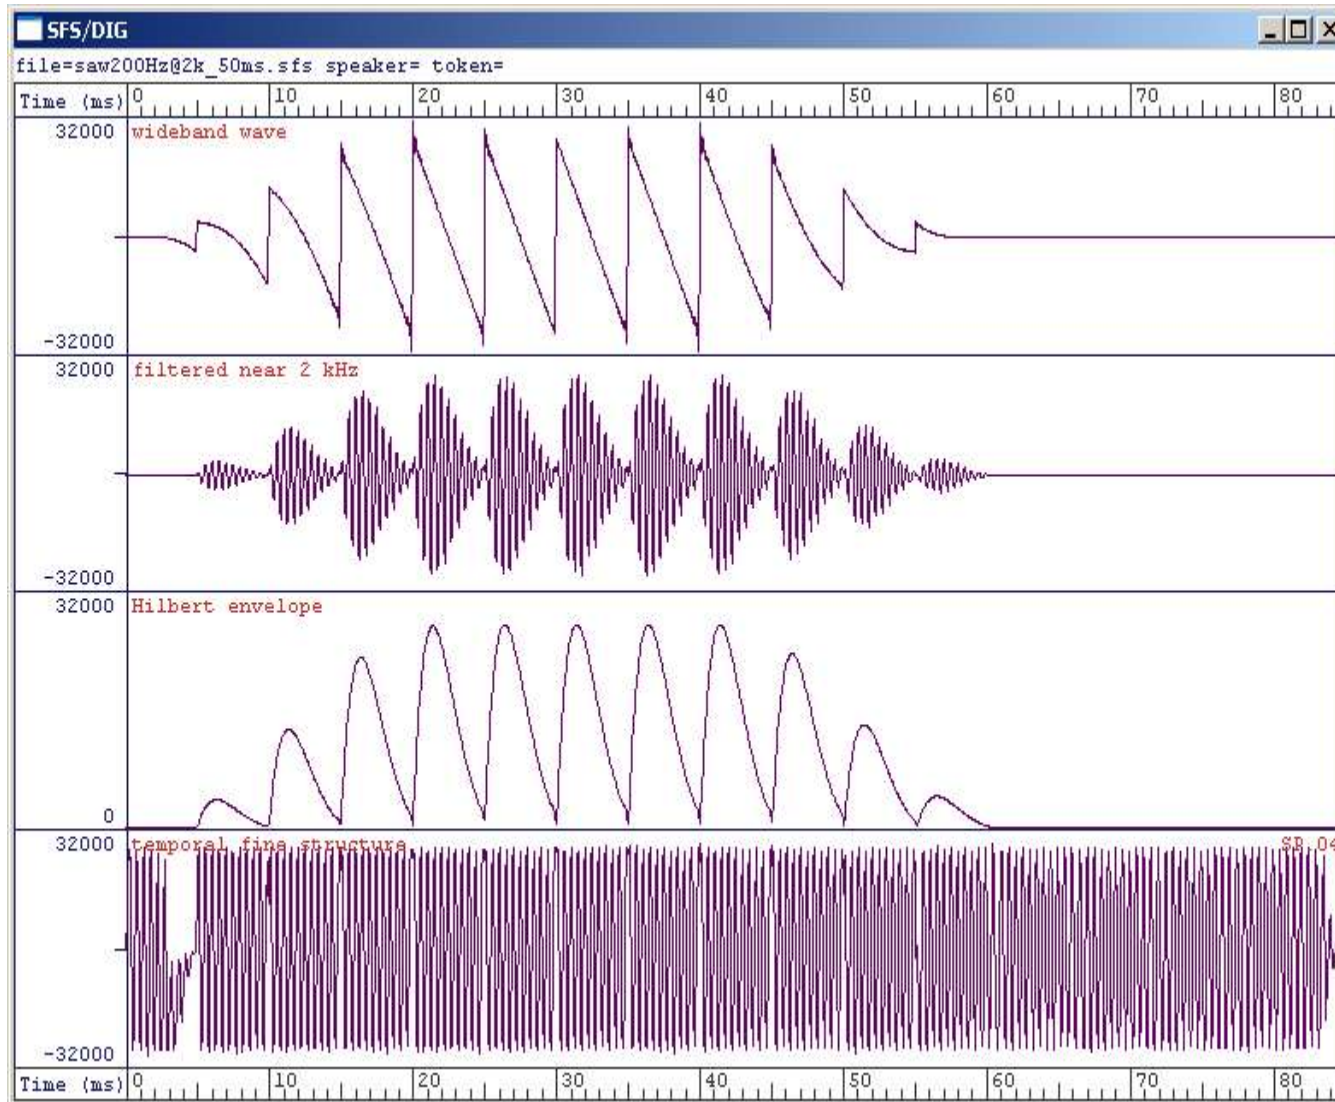 SFS/DIG
file=saw200Hz@2k_50ms.sfs speaker= token=
Time (ms) 0 10 20 30 40 50 60 70 80
32000 wideband wave
-32000
32000 filtered near 2 kHz
-32000
32000 Hilbert envelope
0
32000 temporal fine structure SP.04
-32000
Time (ms) 0 10 20 30 40 50 60 70 80